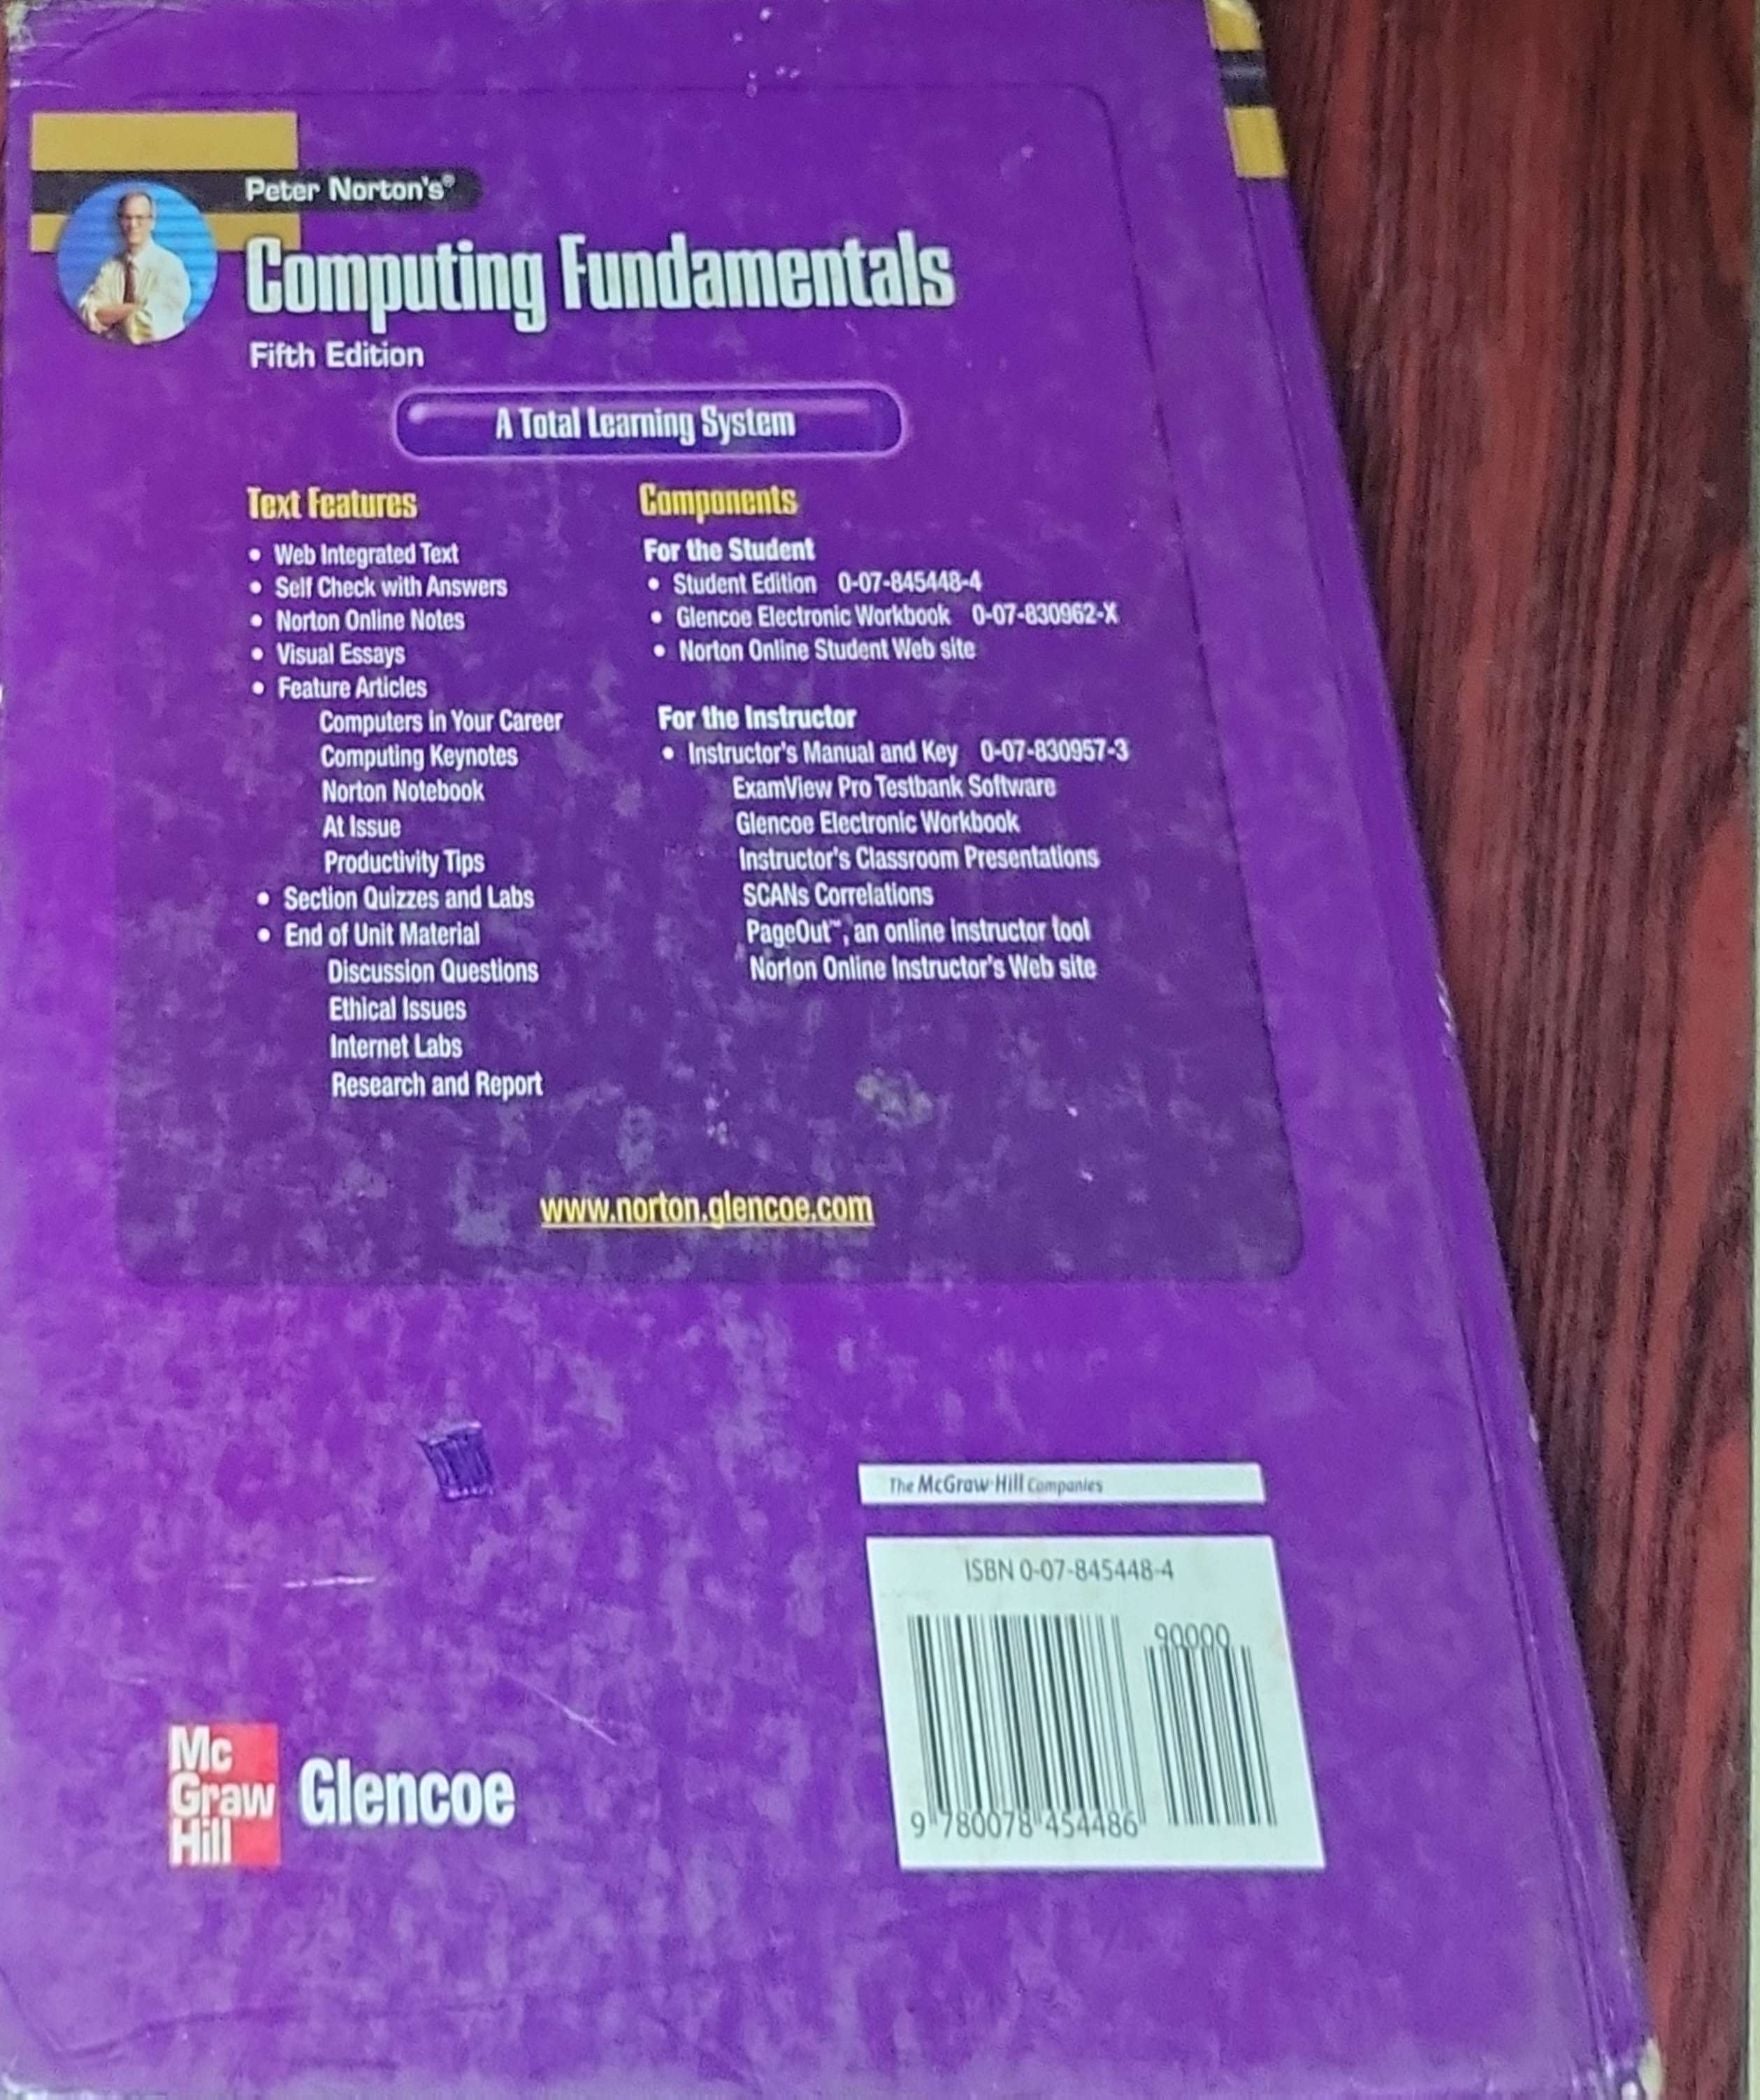 Peter Norton's®
Computing Fundamentals
Fifth Edition
A Total Learning System
Text Features
• Web Integrated Text
• Self Check with Answers
• Norton Online Notes
• Visual Essays
• Feature Articles
Computers in Your Career
Computing Keynotes
Norton Notebook
At Issue
Productivity Tips
• Section Quizzes and Labs
• End of Unit Material
Discussion Questions
Ethical Issues
Internet Labs
Research and Report
Components
For the Student
• Student Edition 0-07-845448-4
• Glencoe Electronic Workbook 0-07-830962-X
• Norton Online Student Web site
For the Instructor
• Instructor's Manual and Key 0-07-830957-3
ExamView Pro Testbank Software
Glencoe Electronic Workbook
Instructor's Classroom Presentations
SCANs Correlations
PageOut™, an online instructor tool
Norton Online Instructor's Web site
www.norton.glencoe.com
The McGraw-Hill Companies
ISBN 0-07-845448-4
90000
9 780078 454486
Mc
Graw
Hill
Glencoe